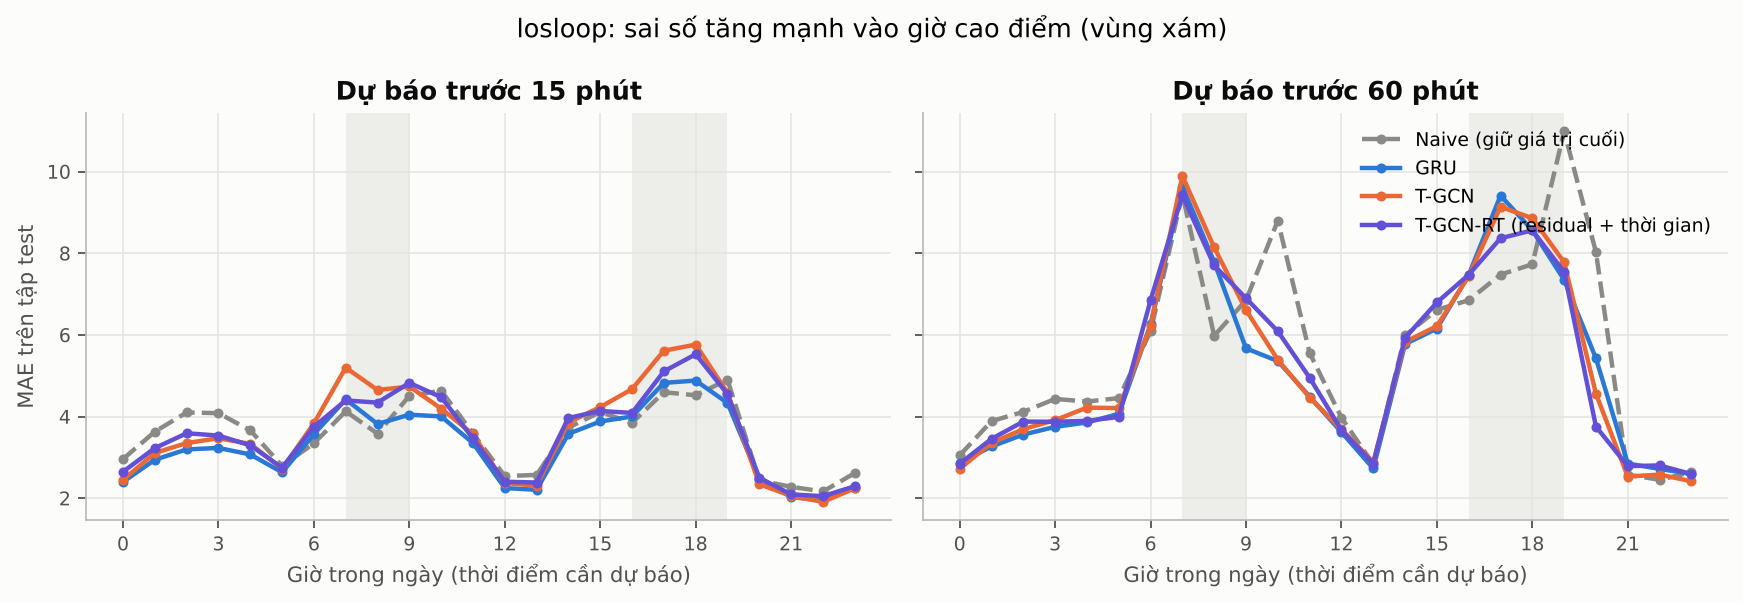 losloop: sai số tăng mạnh vào giờ cao điểm (vùng xám)
Dự báo trước 15 phút
MAE trên tập test
10
8
6
4
2
0 3 6 9 12 15 18 21
Giờ trong ngày (thời điểm cần dự báo)
Dự báo trước 60 phút
Naive (giữ giá trị cuối)
GRU
T-GCN
T-GCN-RT (residual + thời gian)
0 3 6 9 12 15 18 21
Giờ trong ngày (thời điểm cần dự báo)